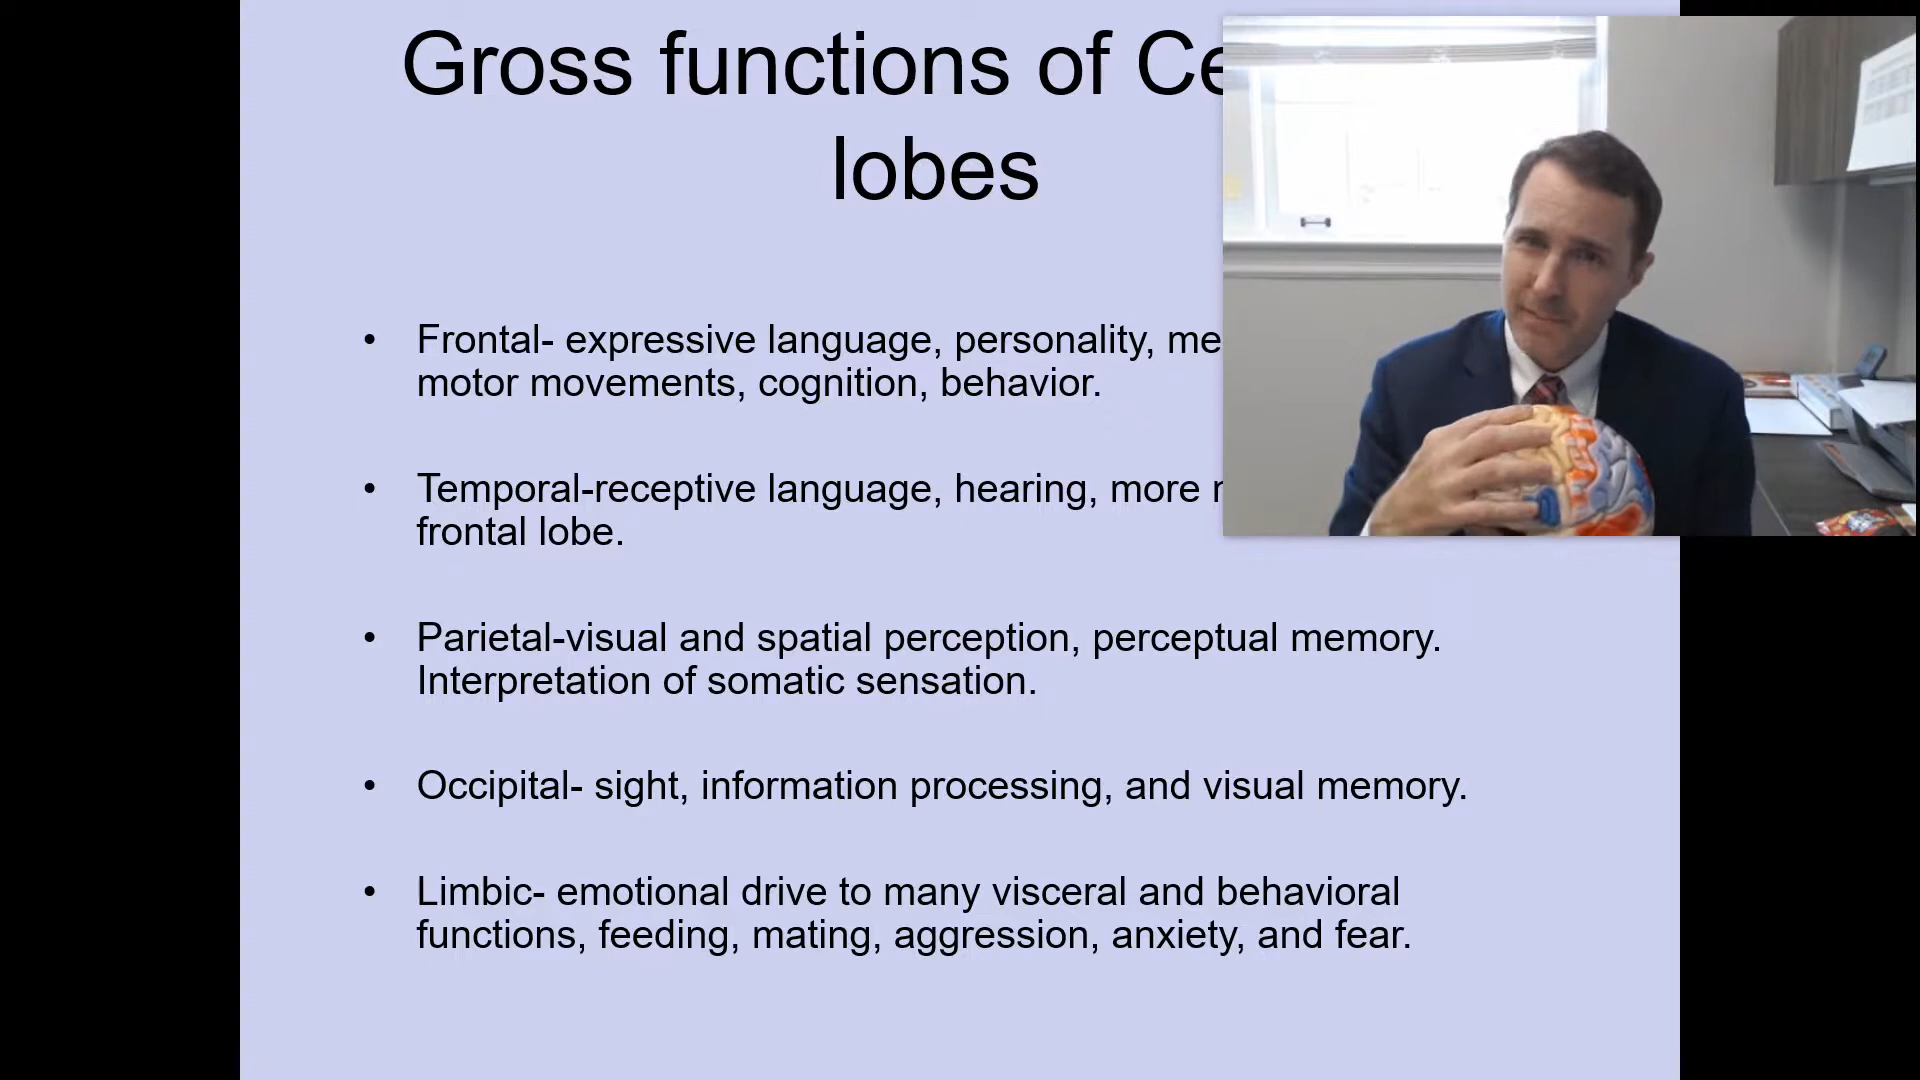 Gross functions of
lobes
• Frontal- expressive language, personality,
motor movements, cognition, behavior.
• Temporal-receptive language, hearing, more
frontal lobe.
• Parietal-visual and spatial perception, perceptual memory.
Interpretation of somatic sensation.
• Occipital- sight, information processing, and visual memory.
• Limbic- emotional drive to many visceral and behavioral
functions, feeding, mating, aggression, anxiety, and fear.